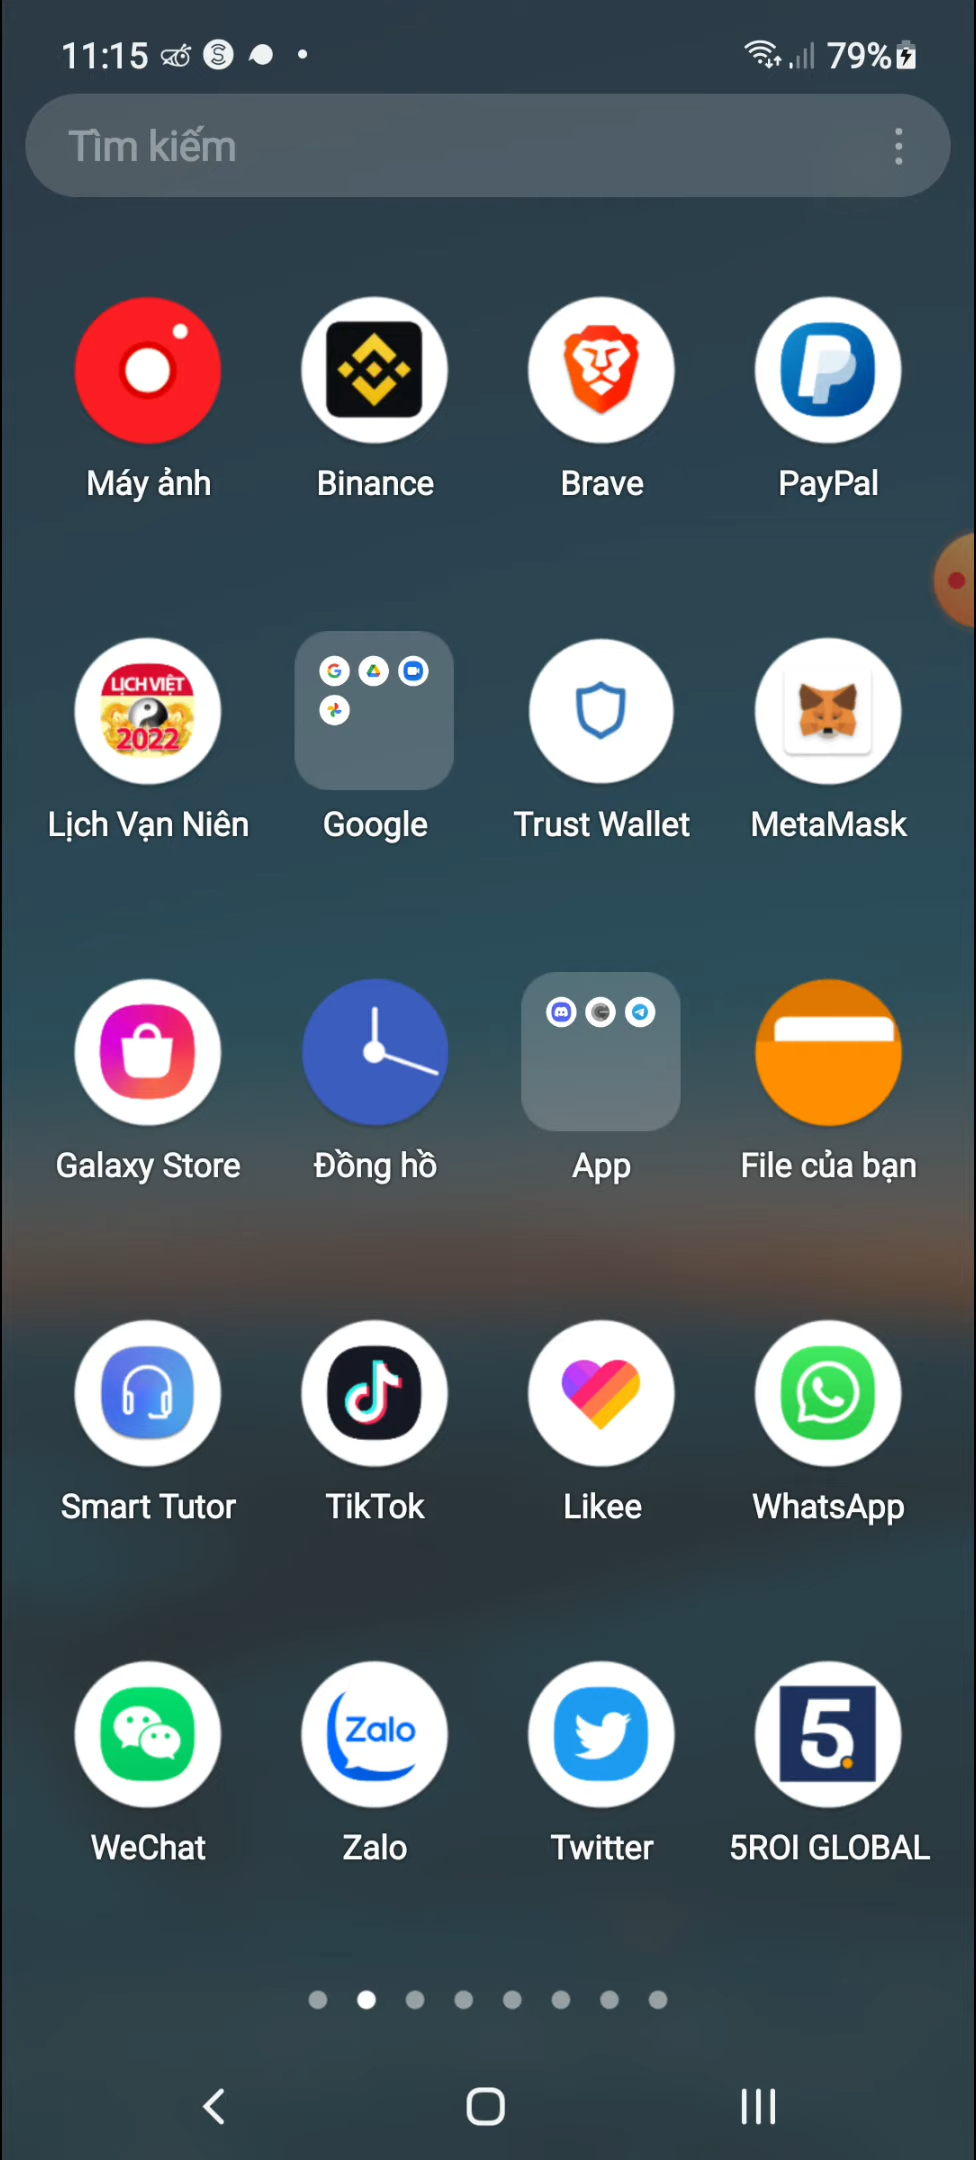 11:15 79%
Tìm kiếm
Máy ảnh Binance Brave PayPal
LỊCH VIỆT
2022
Lịch Vạn Niên Google Trust Wallet MetaMask
Galaxy Store Đồng hồ App File của bạn
Smart Tutor TikTok Likee WhatsApp
Zalo 5
WeChat Zalo Twitter 5ROI GLOBAL